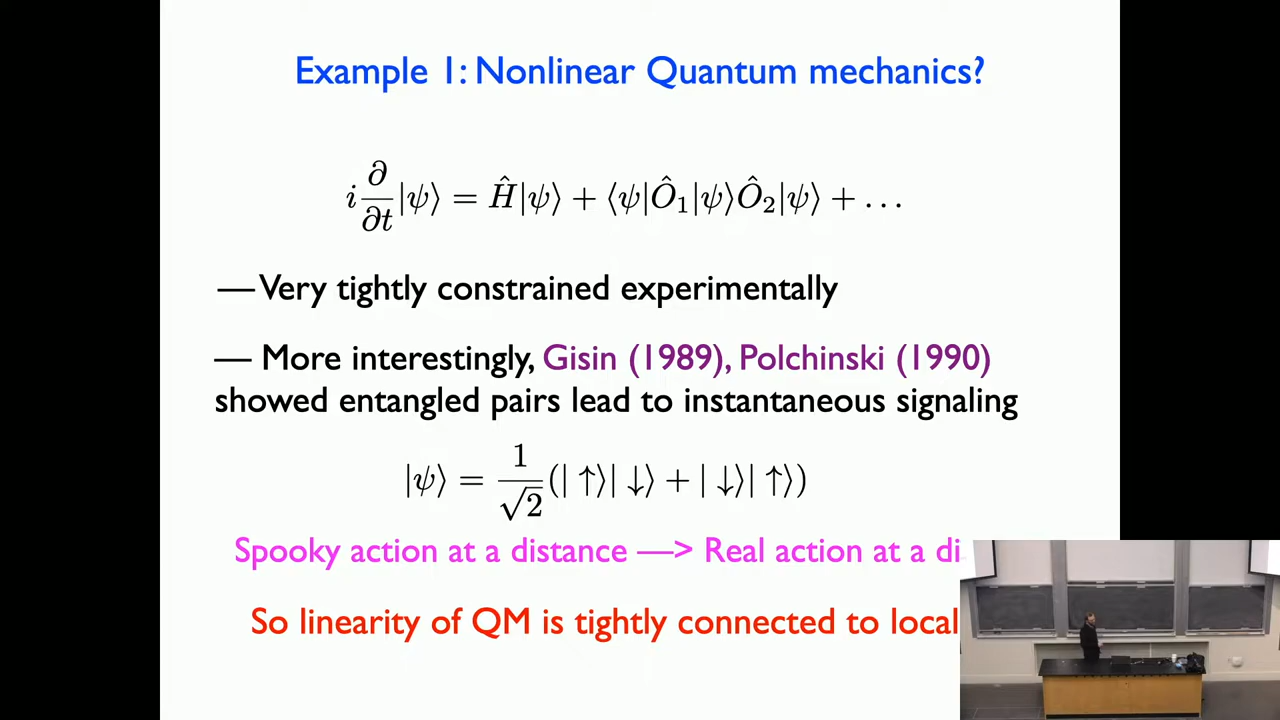 Example 1: Nonlinear Quantum mechanics?
i ∂/∂t |ψ⟩ = Ĥ|ψ⟩ + ⟨ψ|Ô₁|ψ⟩Ô₂|ψ⟩ + . . .
— Very tightly constrained experimentally
— More interestingly, Gisin (1989), Polchinski (1990)
showed entangled pairs lead to instantaneous signaling
|ψ⟩ = 1/√2 (| ↑⟩| ↓⟩ + | ↓⟩| ↑⟩)
Spooky action at a distance —> Real action at a di
So linearity of QM is tightly connected to local